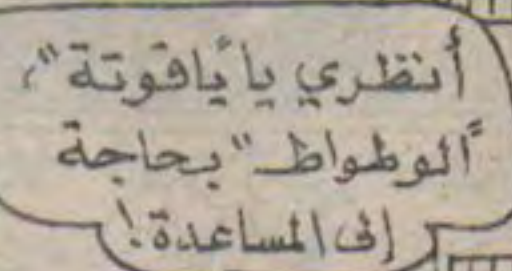 أنظري يا "ياقوتة"،
"الوطواط" بحاجة
إلى المساعدة!